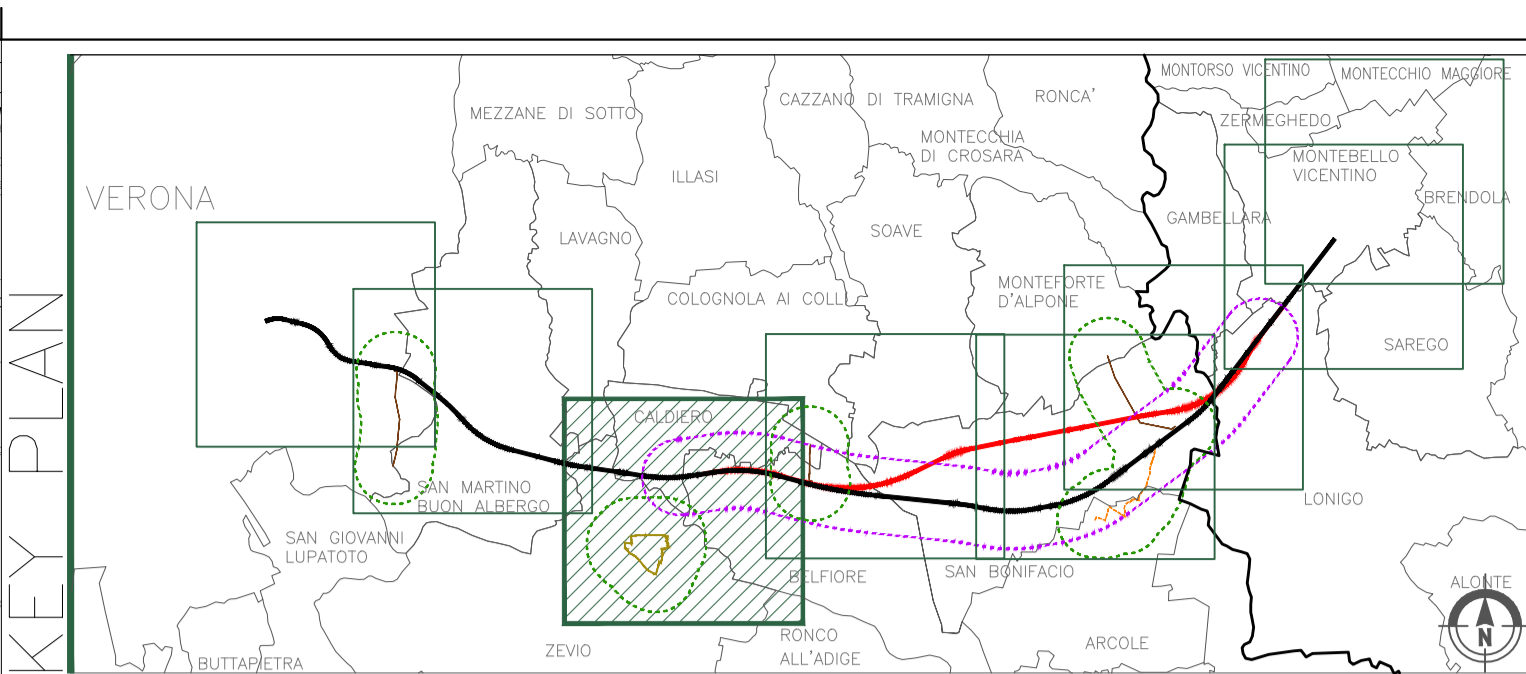 KEY PLAN
MONTORSO VICENTINO
MONTECCHIO MAGGIORE
MEZZANE DI SOTTO
CAZZANO DI TRAMIGNA
RONCA'
ZERMEGHEDO
MONTECCHIA
DI CROSARA
MONTEBELLO
VICENTINO
ILLASI
VERONA
BRENDOLA
GAMBELLARA
LAVAGNO
SOAVE
MONTEFORTE
D'ALPONE
COLOGNOLA AI COLLI
SAREGO
CALDIERO
SAN MARTINO
BUON ALBERGO
LONIGO
SAN GIOVANNI
LUPATOTO
BELFIORE
SAN BONIFACIO
ALONTE
RONCO
ALL'ADIGE
ARCOLE
ZEVIO
BUTTAPIETRA
N